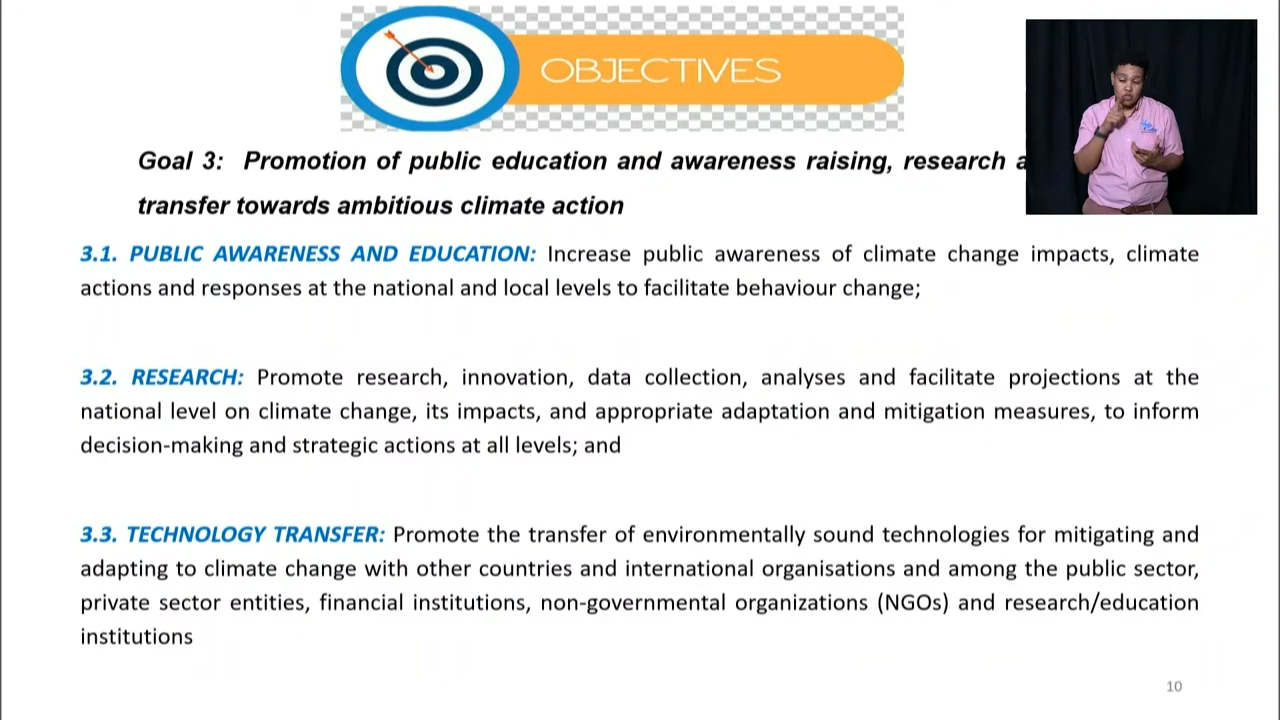 OBJECTIVES
Goal 3: Promotion of public education and awareness raising, research
transfer towards ambitious climate action
3.1. PUBLIC AWARENESS AND EDUCATION: Increase public awareness of climate change impacts, climate
actions and responses at the national and local levels to facilitate behaviour change;
3.2. RESEARCH: Promote research, innovation, data collection, analyses and facilitate projections at the
national level on climate change, its impacts, and appropriate adaptation and mitigation measures, to inform
decision-making and strategic actions at all levels; and
3.3. TECHNOLOGY TRANSFER: Promote the transfer of environmentally sound technologies for mitigating and
adapting to climate change with other countries and international organisations and among the public sector,
private sector entities, financial institutions, non-governmental organizations (NGOs) and research/education
institutions
10